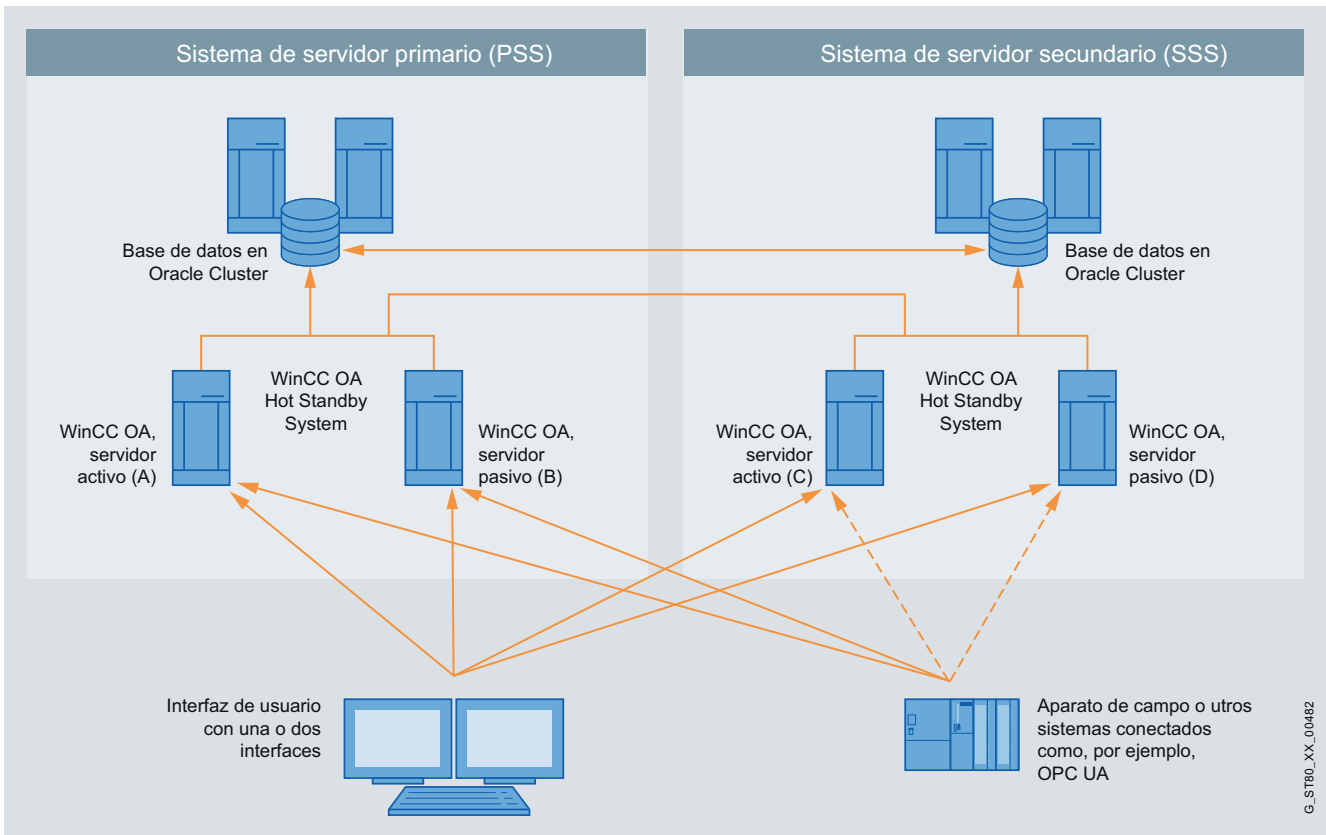 Sistema de servidor primario (PSS)
Sistema de servidor secundario (SSS)
Base de datos en
Oracle Cluster
Base de datos en
Oracle Cluster
WinCC OA
Hot Standby
System
WinCC OA,
servidor
activo (A)
WinCC OA,
servidor
pasivo (B)
WinCC OA
Hot Standby
System
WinCC OA,
servidor
activo (C)
WinCC OA,
servidor
pasivo (D)
Interfaz de usuario
con una o dos
interfaces
Aparato de campo o utros
sistemas conectados
como, por ejemplo,
OPC UA
G_ST80_XX_00482